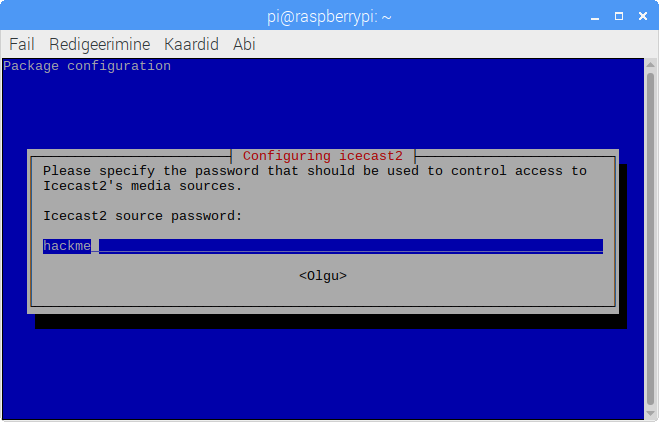 pi@raspberrypi: ~
Fail Redigeerimine Kaardid Abi
Package configuration
Configuring icecast2
Please specify the password that should be used to control access to
Icecast2's media sources.
Icecast2 source password:
hackme
<Olgu>